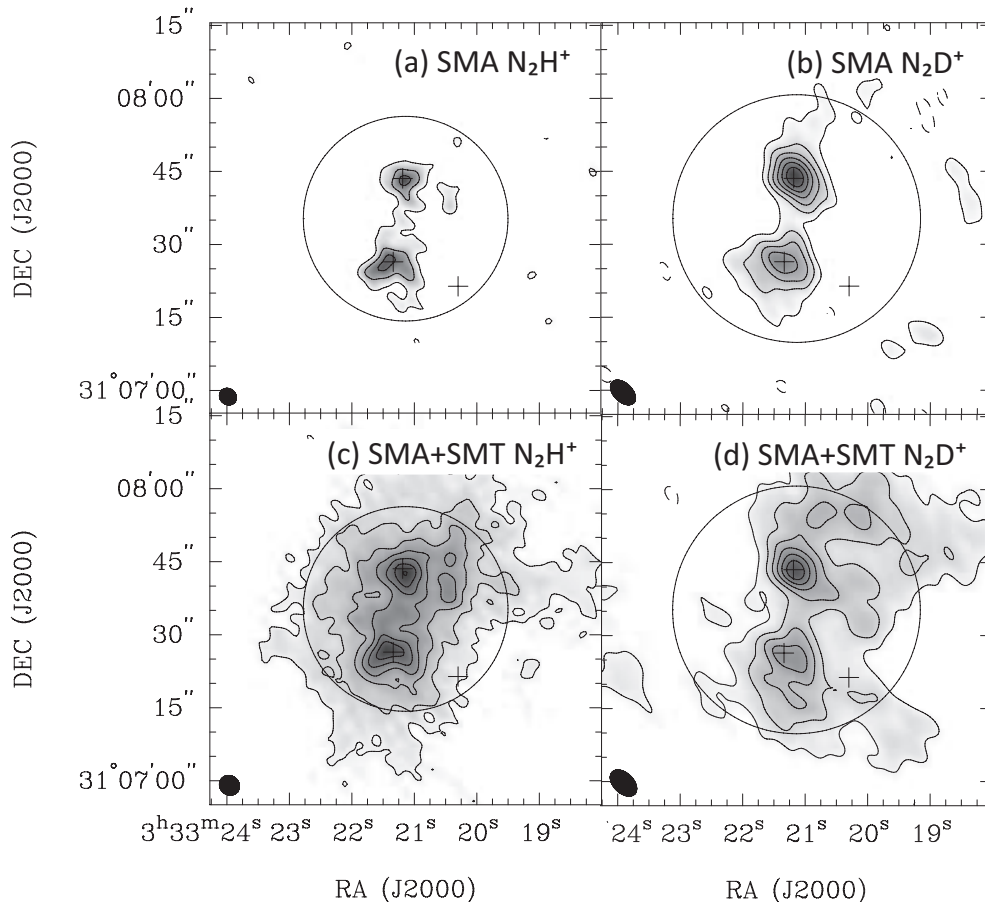 15″
(a) SMA N₂H⁺
(b) SMA N₂D⁺
08′00″
45″
30″
15″
31°07′00″
DEC (J2000)
15″
(c) SMA+SMT N₂H⁺
(d) SMA+SMT N₂D⁺
08′00″
45″
30″
15″
31°07′00″
DEC (J2000)
3ʰ33ᵐ24ˢ 22ˢ 21ˢ 20ˢ 19ˢ
24ˢ 22ˢ 21ˢ 20ˢ 19ˢ
RA (J2000)
RA (J2000)